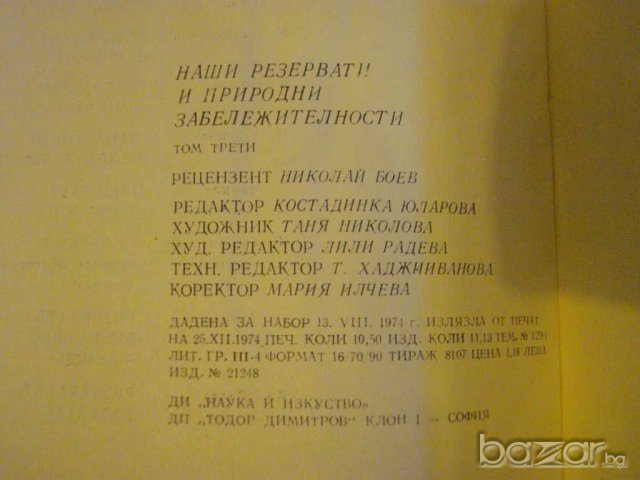 НАШИ РЕЗЕРВАТИ
И ПРИРОДНИ
ЗАБЕЛЕЖИТЕЛНОСТИ
ТОМ ТРЕТИ
РЕЦЕНЗЕНТ НИКОЛАЙ БОЕВ
РЕДАКТОР КОСТАДИНКА ЮЛАРОВА
ХУДОЖНИК ТАНЯ НИКОЛОВА
ХУД. РЕДАКТОР ЛИЛИ РАДЕВА
ТЕХН. РЕДАКТОР Т. ХАДЖИИВАНОВА
КОРЕКТОР МАРИЯ ИЛЧЕВА
ДАДЕНА ЗА НАБОР 13. VIII. 1974 г. ИЗЛЯЗЛА ОТ ПЕЧАТ
НА 25.XII.1974 ПЕЧ. КОЛИ 10,50 ИЗД. КОЛИ 11,13 ТЕМ. № 1291
ЛИТ. ГР. III-4 ФОРМАТ 16/70/90 ТИРАЖ 8107 ЦЕНА 1,18 ЛЕВА
ИЗД. № 21248
ДИ „НАУКА И ИЗКУСТВО»
ДП „ТОДОР ДИМИТРОВ" КЛОН 1 — СОФИЯ
bazar.bg